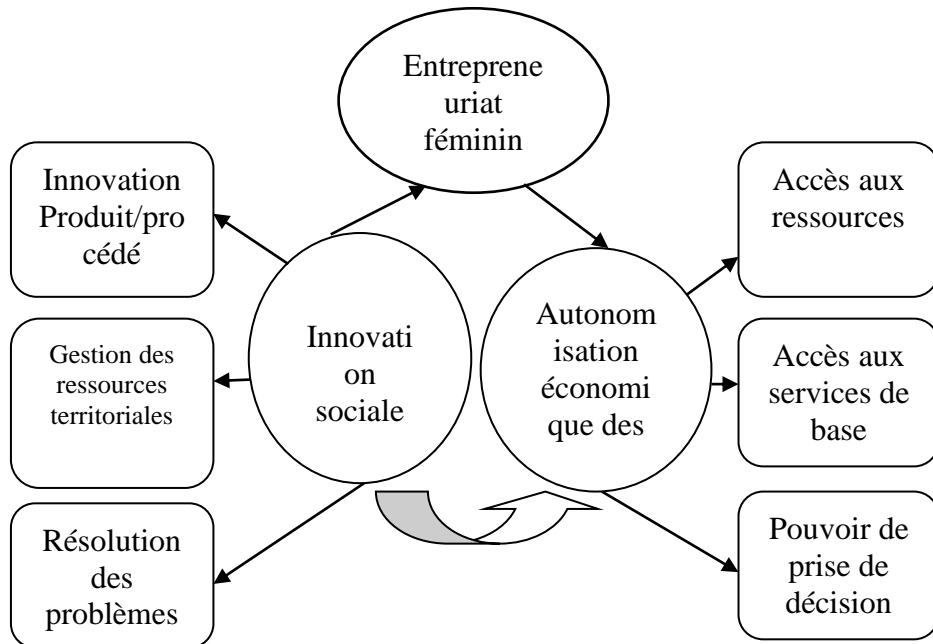 Entreprene
uriat
féminin
Innovation
Produit/pro
cédé
Accès aux
ressources
Gestion des
ressources
territoriales
Innovati
on
sociale
Autonom
isation
économi
que des
Accès aux
services de
base
Résolution
des
problèmes
Pouvoir de
prise de
décision